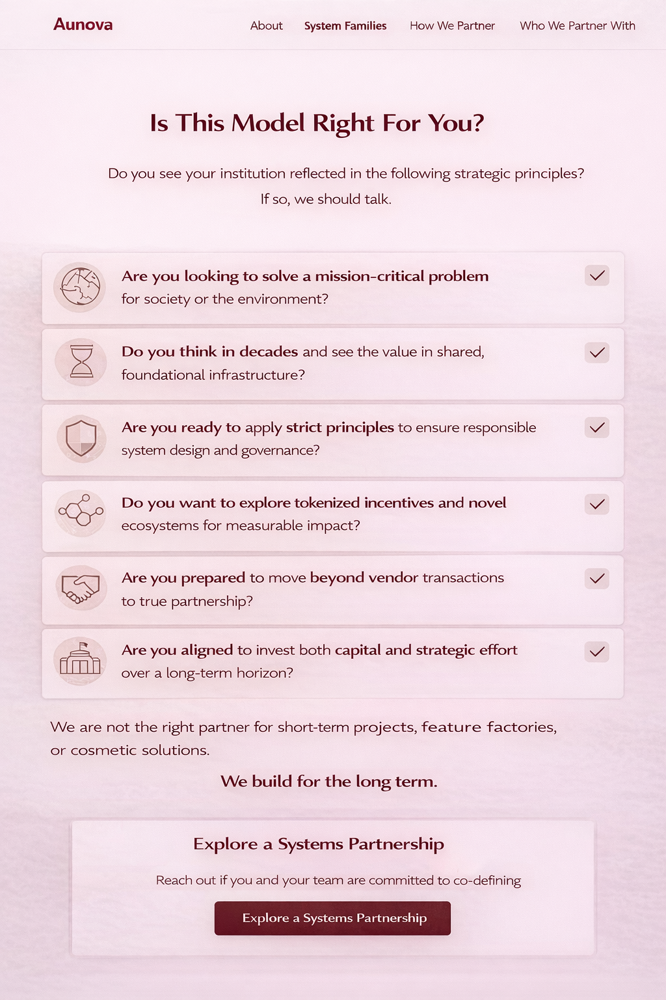 Aunova
About System Families How We Partner Who We Partner With
Is This Model Right For You?
Do you see your institution reflected in the following strategic principles?
If so, we should talk.
Are you looking to solve a mission-critical problem
for society or the environment?
Do you think in decades and see the value in shared,
foundational infrastructure?
Are you ready to apply strict principles to ensure responsible
system design and governance?
Do you want to explore tokenized incentives and novel
ecosystems for measurable impact?
Are you prepared to move beyond vendor transactions
to true partnership?
Are you aligned to invest both capital and strategic effort
over a long-term horizon?
We are not the right partner for short-term projects, feature factories,
or cosmetic solutions.
We build for the long term.
Explore a Systems Partnership
Reach out if you and your team are committed to co-defining
Explore a Systems Partnership